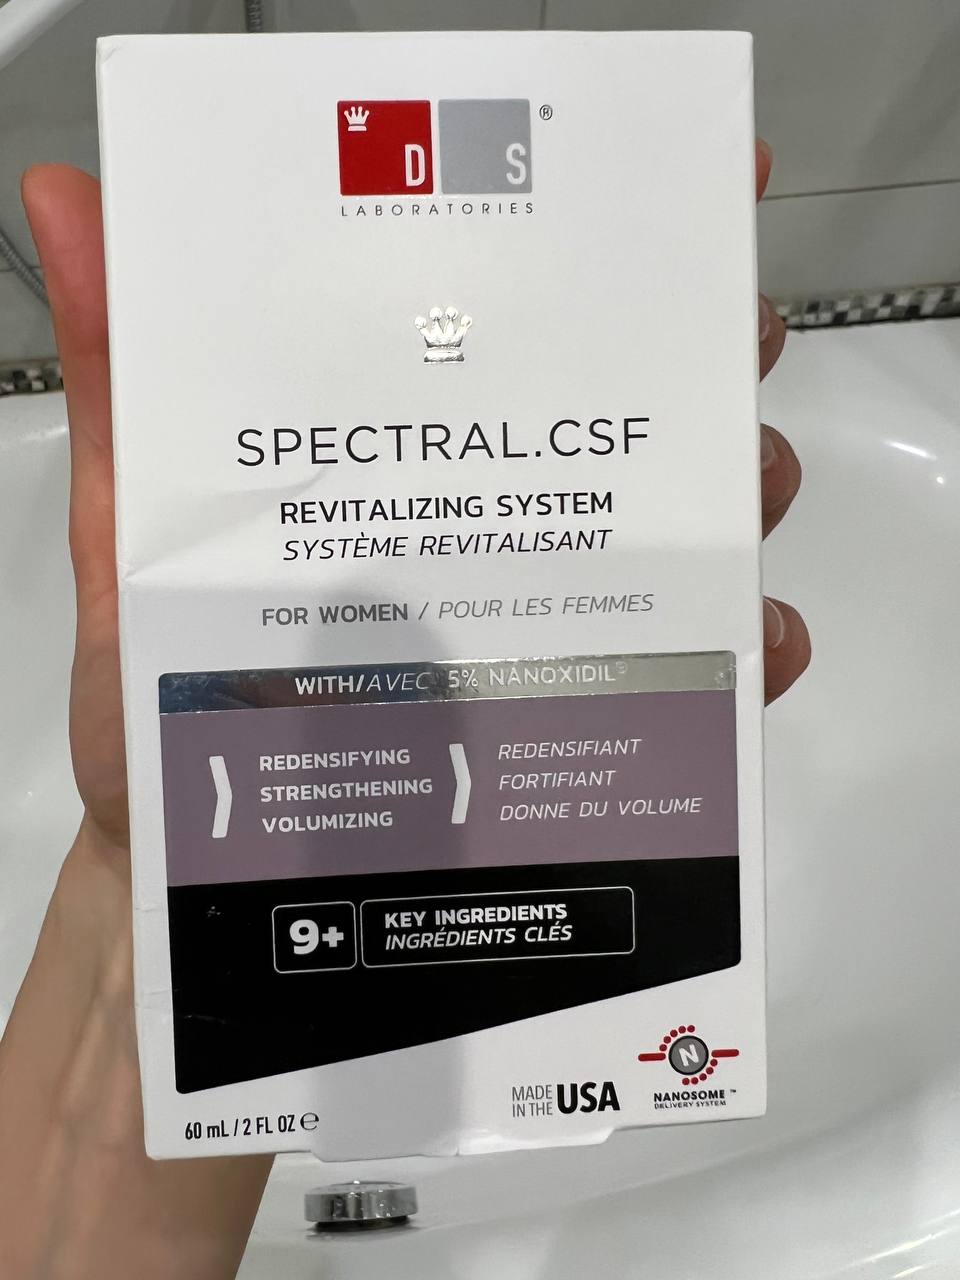 D S ®
LABORATORIES
SPECTRAL.CSF
REVITALIZING SYSTEM
SYSTÈME REVITALISANT
FOR WOMEN / POUR LES FEMMES
WITH/AVEC 5% NANOXIDIL®
REDENSIFYING
STRENGTHENING
VOLUMIZING
REDENSIFIANT
FORTIFIANT
DONNE DU VOLUME
9+
KEY INGREDIENTS
INGRÉDIENTS CLÉS
60 mL / 2 FL OZ ℮
MADE
IN THE
USA
N
NANOSOME ™
DELIVERY SYSTEM